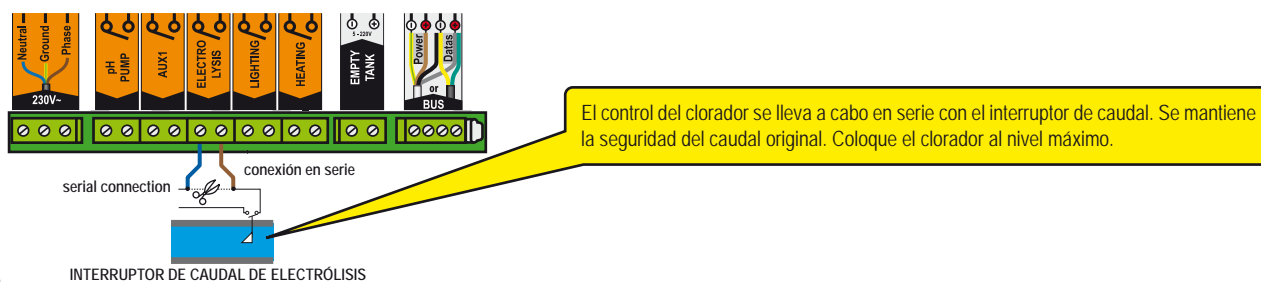 Neutral
Ground
Phase
230V~
pH
PUMP
AUX1
ELECTRO
LYSIS
LIGHTING
HEATING
5 - 220V
EMPTY
TANK
Power
Datas
or
BUS
El control del clorador se lleva a cabo en serie con el interruptor de caudal. Se mantiene
la seguridad del caudal original. Coloque el clorador al nivel máximo.
conexión en serie
serial connection
INTERRUPTOR DE CAUDAL DE ELECTRÓLISIS